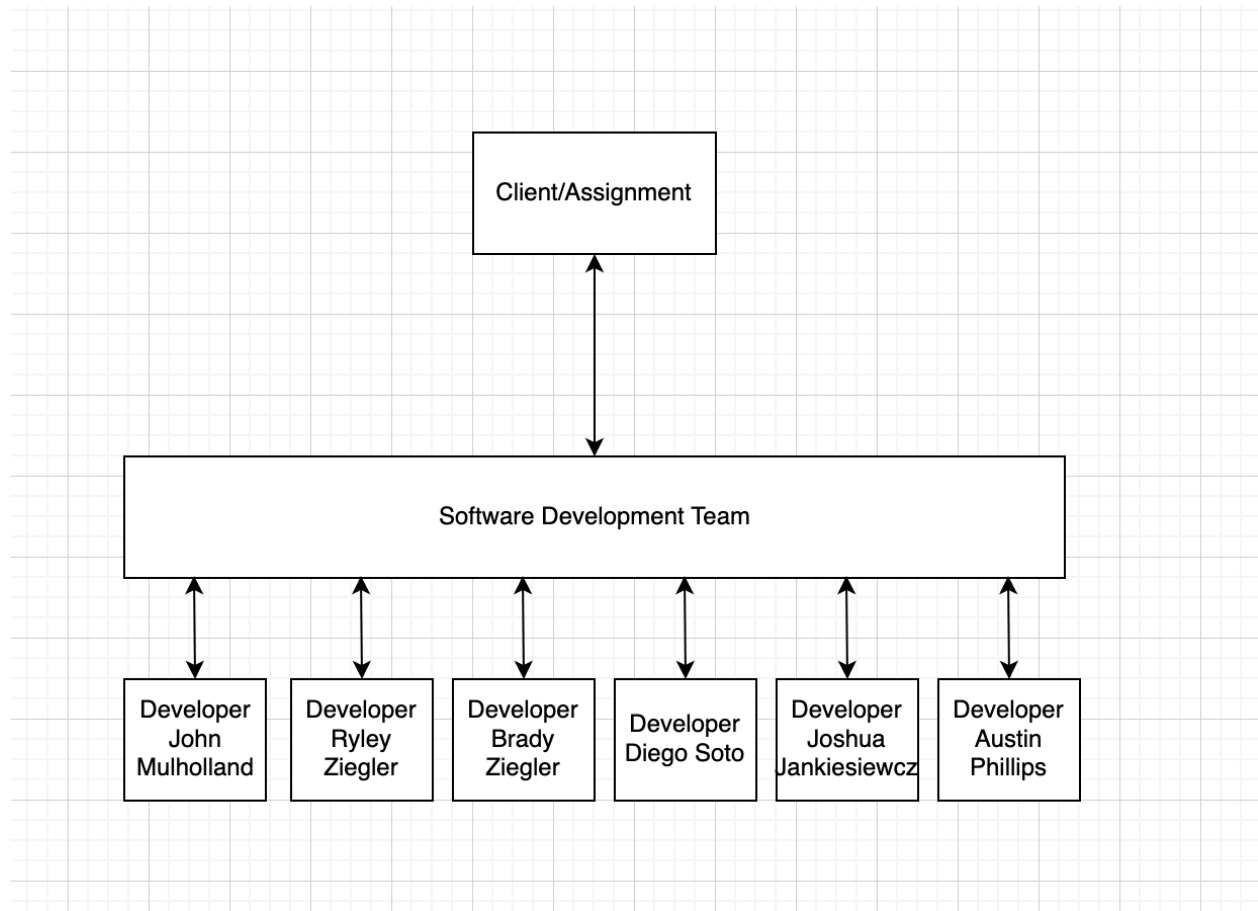 Client/Assignment
Software Development Team
Developer
John
Mulholland
Developer
Ryley
Ziegler
Developer
Brady
Ziegler
Developer
Diego Soto
Developer
Joshua
Jankiesiewcz
Developer
Austin
Phillips